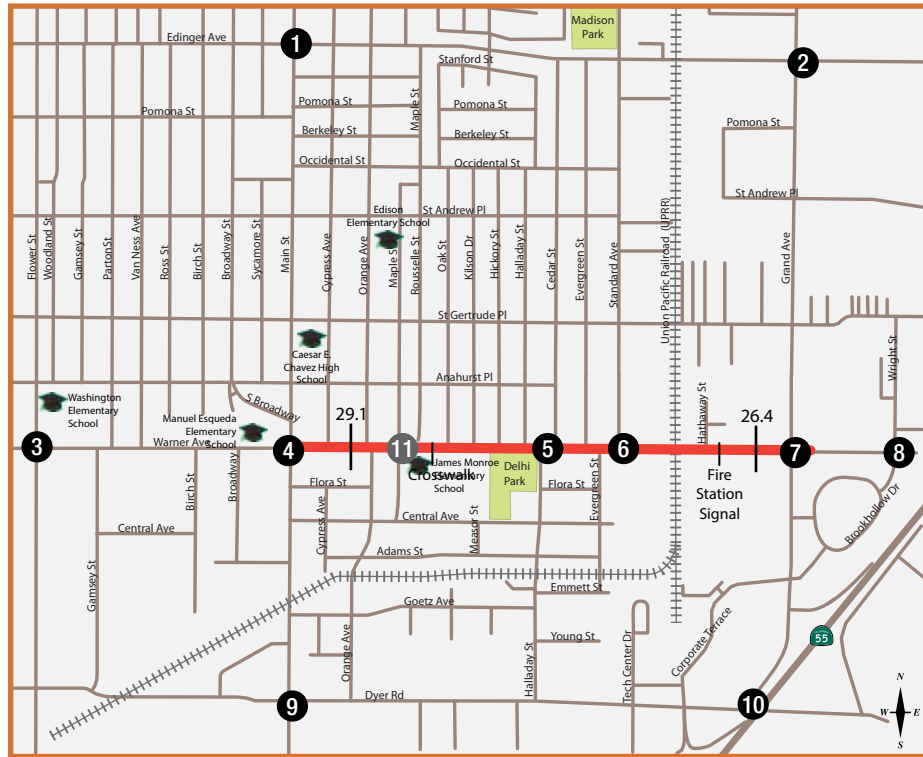 Madison
Park
Edinger Ave
1
2
Stanford St
Pomona St
Pomona St
Pomona St
Maple St
Pomona St
Berkeley St
Berkeley St
Occidental St
Occidental St
St Andrew Pl
Edison
Elementary School
St Andrew Pl
Flower St
Woodland St
Garnsey St
Parton St
Van Ness Ave
Ross St
Birch St
Broadway St
Sycamore St
Main St
Cypress Ave
Orange Ave
Maple St
Rousselle St
Oak St
Kilson Dr
Hickory St
Halladay St
Cedar St
Evergreen St
Standard Ave
Union Pacific Railroad (UPRR)
Grand Ave
St Gertrude Pl
Caesar E.
Chavez High
School
Wright St
Anahurst Pl
Washington
Elementary
School
S Broadway
Manuel Esqueda
Elementary
School
29.1
Hathaway St
26.4
3
Warner Ave
4
11
5
6
7
8
Crosswalk
James Monroe
Elementary
School
Delhi
Park
Fire
Station
Signal
Birch St
Broadway
Flora St
Flora St
Evergreen St
Brookhollow Dr
Central Ave
Cypress Ave
Central Ave
Measor St
Adams St
Garnsey St
Emmett St
Goetz Ave
Orange Ave
Young St
Halladay St
Tech Center Dr
Corporate Terrace
55
Dyer Rd
9
10
N
W
E
S